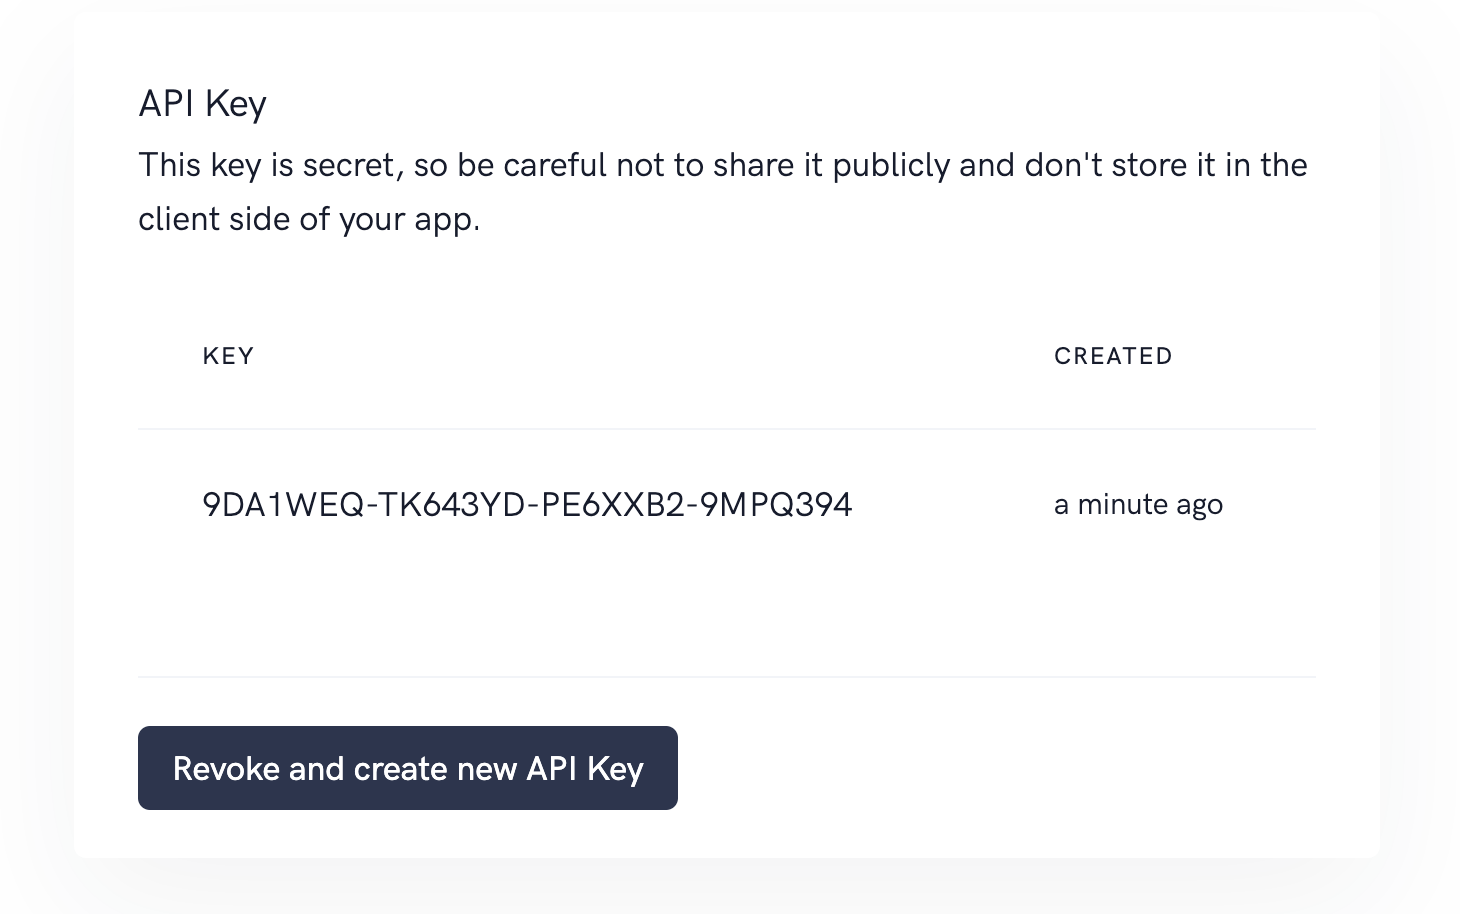 API Key
This key is secret, so be careful not to share it publicly and don't store it in the
client side of your app.
KEY CREATED
9DA1WEQ-TK643YD-PE6XXB2-9MPQ394 a minute ago
Revoke and create new API Key